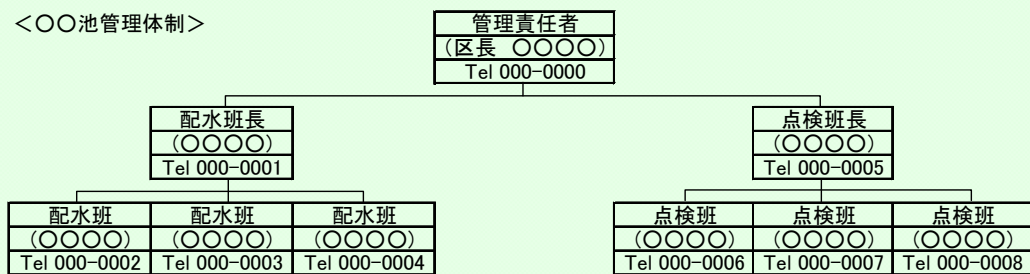 <〇〇池管理体制>
管理責任者
(区長 〇〇〇〇)
Tel 000-0000
配水班長
(〇〇〇〇)
Tel 000-0001
点検班長
(〇〇〇〇)
Tel 000-0005
配水班
(〇〇〇〇)
Tel 000-0002
配水班
(〇〇〇〇)
Tel 000-0003
配水班
(〇〇〇〇)
Tel 000-0004
点検班
(〇〇〇〇)
Tel 000-0006
点検班
(〇〇〇〇)
Tel 000-0007
点検班
(〇〇〇〇)
Tel 000-0008